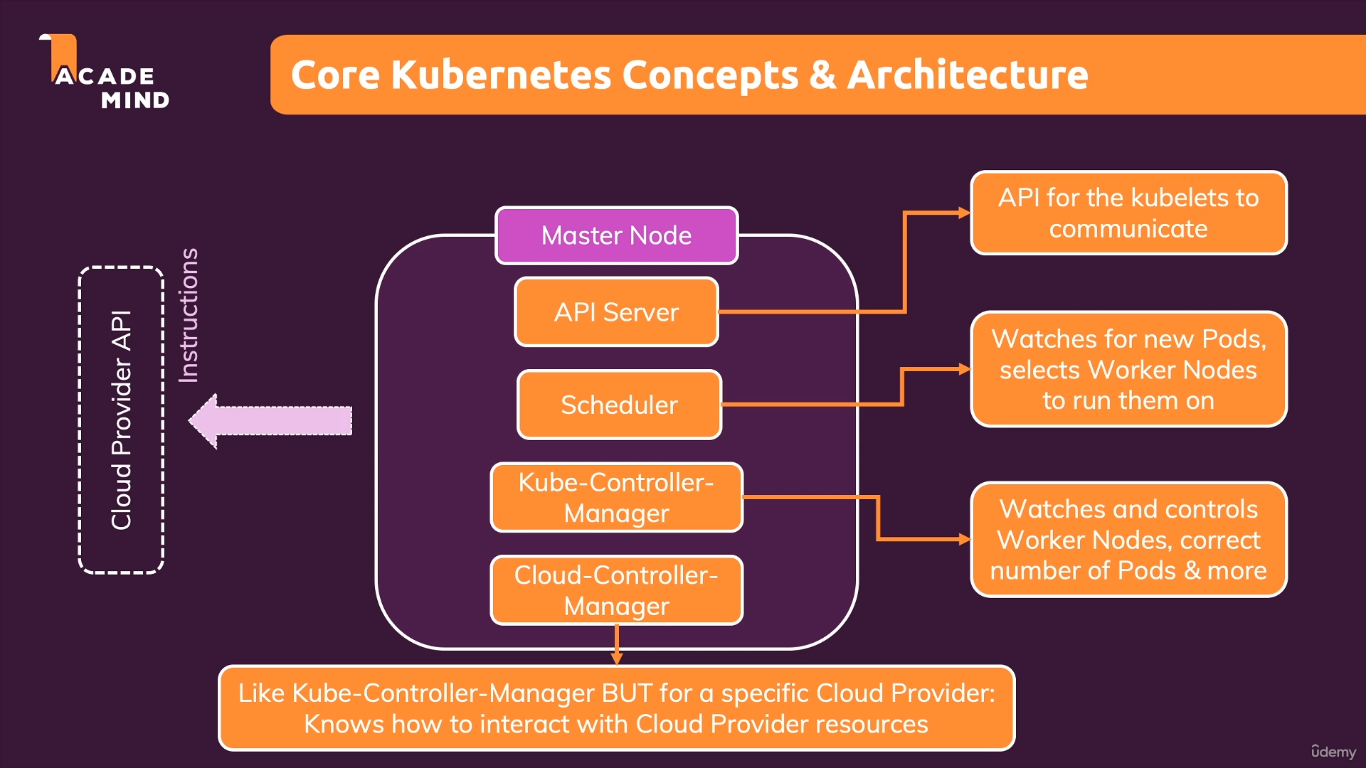 ACADE
MIND
Core Kubernetes Concepts & Architecture
Cloud Provider API
Instructions
Master Node
API Server
Scheduler
Kube-Controller-
Manager
Cloud-Controller-
Manager
API for the kubelets to
communicate
Watches for new Pods,
selects Worker Nodes
to run them on
Watches and controls
Worker Nodes, correct
number of Pods & more
Like Kube-Controller-Manager BUT for a specific Cloud Provider:
Knows how to interact with Cloud Provider resources
ûdemy